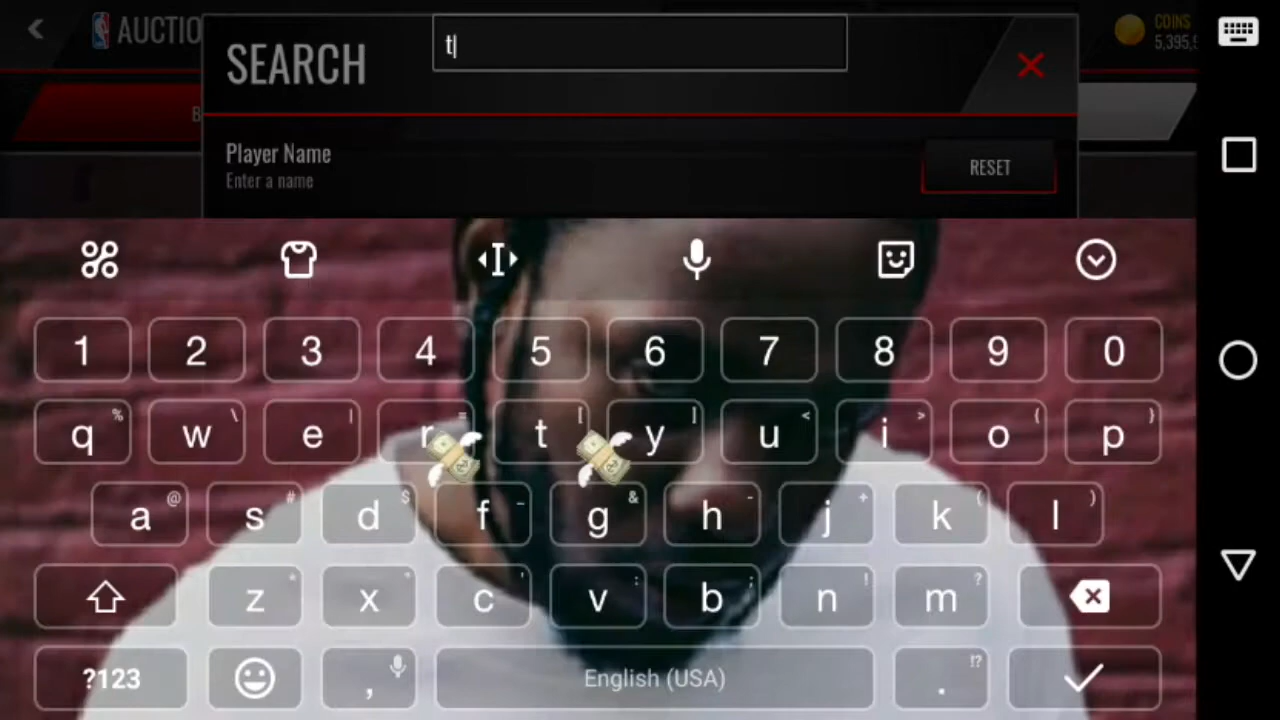 AUCTIO
SEARCH
t
COINS
5,395,5
B
Player Name
Enter a name
RESET
1 2 3 4 5 6 7 8 9 0
q % w \ e | r = t [ y ] u < i > o { p }
a @ s # d $ f _ g & h - j + k ( l )
z * x " c ' v : b ; n ! m ?
?123 , English (USA) . !?